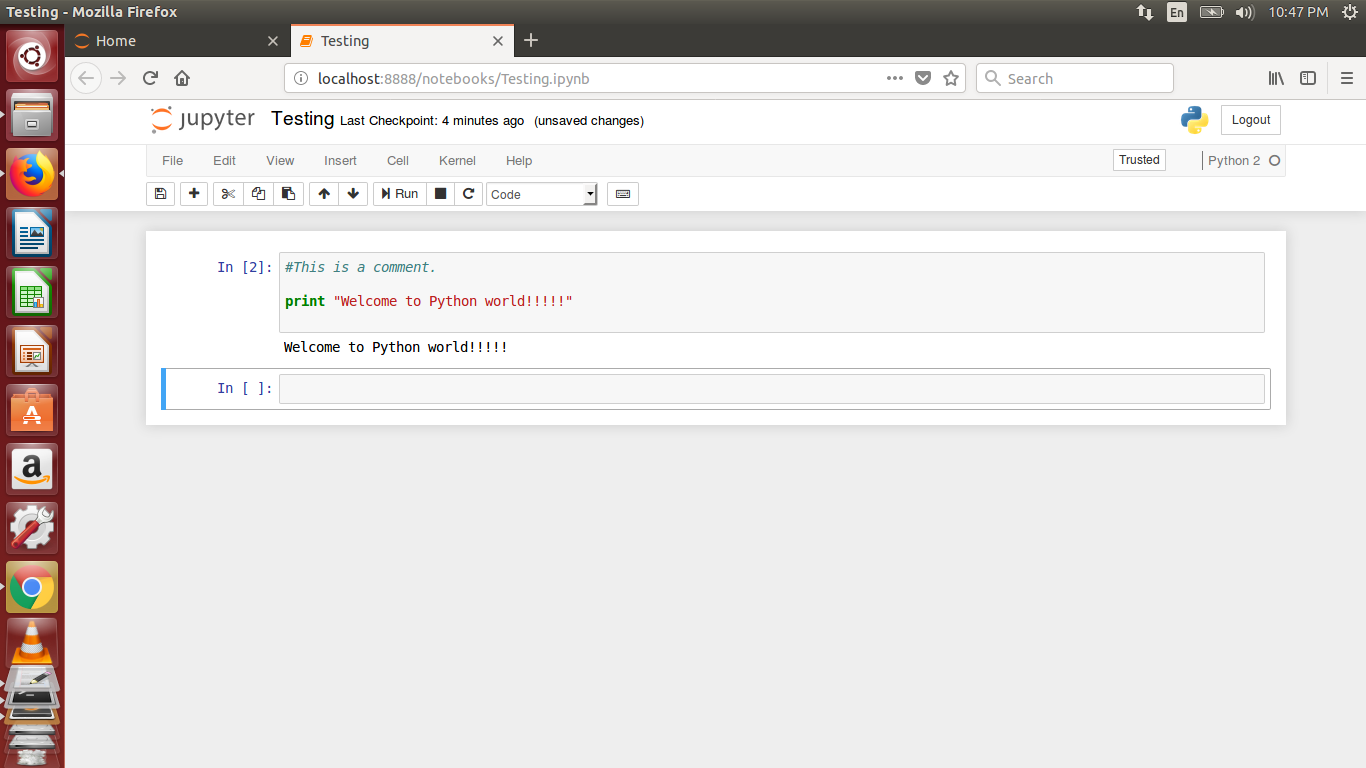 Testing - Mozilla Firefox
En
10:47 PM
Home
Testing
localhost:8888/notebooks/Testing.ipynb
Search
jupyter
Testing Last Checkpoint: 4 minutes ago (unsaved changes)
Logout
File Edit View Insert Cell Kernel Help
Trusted
Python 2
Run
Code
In [2]:
#This is a comment.
print "Welcome to Python world!!!!!"
Welcome to Python world!!!!!
In [ ]:
A
a